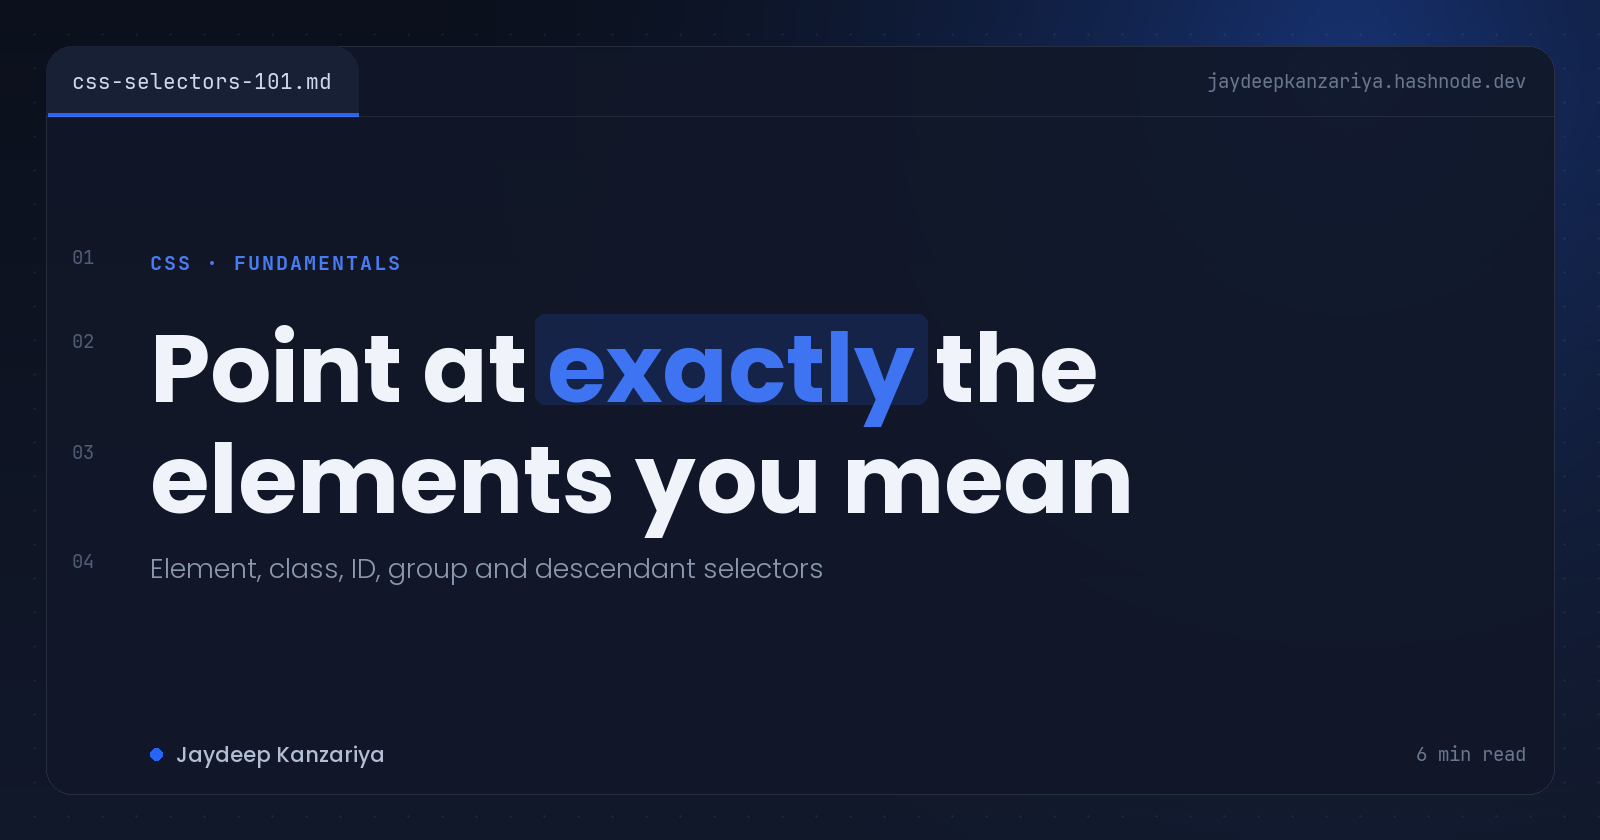 css-selectors-101.md
jaydeepkanzariya.hashnode.dev
01
CSS · FUNDAMENTALS
02
Point at exactly the
03
elements you mean
04
Element, class, ID, group and descendant selectors
Jaydeep Kanzariya
6 min read